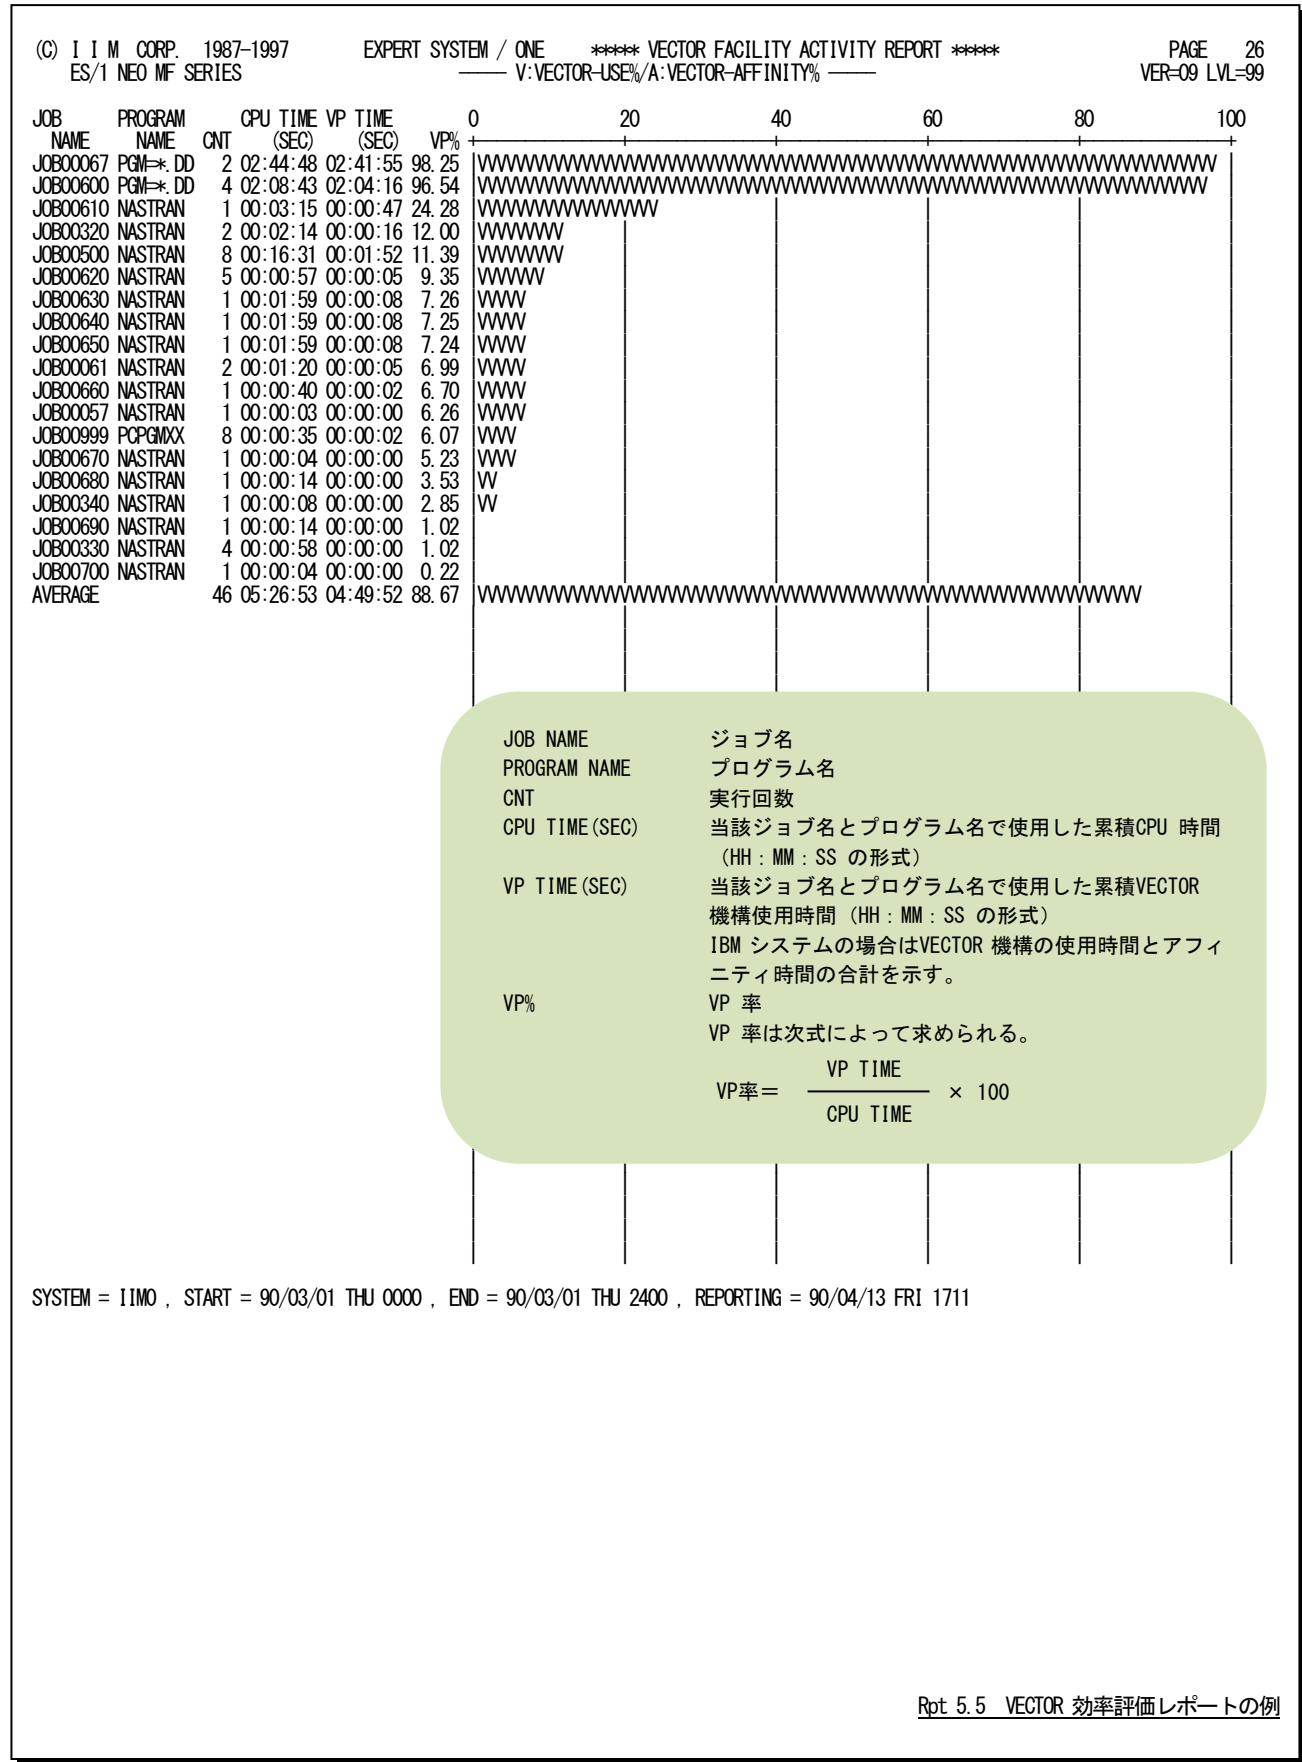 (C) I I M CORP. 1987-1997 EXPERT SYSTEM / ONE ***** VECTOR FACILITY ACTIVITY REPORT ***** PAGE 26
ES/1 NEO MF SERIES ----- V:VECTOR-USE%/A:VECTOR-AFFINITY% ----- VER=09 LVL=99
JOB PROGRAM CPU TIME VP TIME 0 20 40 60 80 100
NAME NAME CNT (SEC) (SEC) VP%
JOB00067 PGM=*.DD 2 02:44:48 02:41:55 98.25 |VVVVVVVVVVVVVVVVVVVVVVVVVVVVVVVVVVVVVVVVVVVVVVVVVVVVVVVVVVVVVVVVVVVVVVVVVVVVVV
JOB00600 PGM=*.DD 4 02:08:43 02:04:16 96.54 |VVVVVVVVVVVVVVVVVVVVVVVVVVVVVVVVVVVVVVVVVVVVVVVVVVVVVVVVVVVVVVVVVVVVVVVVVVVVV
JOB00610 NASTRAN 1 00:03:15 00:00:47 24.28 |VVVVVVVVVVVVVVVVVVV
JOB00320 NASTRAN 2 00:02:14 00:00:16 12.00 |VVVVVVVVV
JOB00500 NASTRAN 8 00:16:31 00:01:52 11.39 |VVVVVVVVV
JOB00620 NASTRAN 5 00:00:57 00:00:05 9.35 |VVVVVVV
JOB00630 NASTRAN 1 00:01:59 00:00:08 7.26 |VVVVV
JOB00640 NASTRAN 1 00:01:59 00:00:08 7.25 |VVVVV
JOB00650 NASTRAN 1 00:01:59 00:00:08 7.24 |VVVVV
JOB00061 NASTRAN 2 00:01:20 00:00:05 6.99 |VVVVV
JOB00660 NASTRAN 1 00:00:40 00:00:02 6.70 |VVVVV
JOB00057 NASTRAN 1 00:00:03 00:00:00 6.26 |VVVVV
JOB00999 PCPGMXX 8 00:00:35 00:00:02 6.07 |VVVV
JOB00670 NASTRAN 1 00:00:04 00:00:00 5.23 |VVVV
JOB00680 NASTRAN 1 00:00:14 00:00:00 3.53 |VV
JOB00340 NASTRAN 1 00:00:08 00:00:00 2.85 |VV
JOB00690 NASTRAN 1 00:00:14 00:00:00 1.02 |
JOB00330 NASTRAN 4 00:00:58 00:00:00 1.02 |
JOB00700 NASTRAN 1 00:00:04 00:00:00 0.22 |
AVERAGE 46 05:26:53 04:49:52 88.67 |VVVVVVVVVVVVVVVVVVVVVVVVVVVVVVVVVVVVVVVVVVVVVVVVVVVVVVVVVVVVVVVVVVVVVV
JOB NAME ジョブ名
PROGRAM NAME プログラム名
CNT 実行回数
CPU TIME(SEC) 当該ジョブ名とプログラム名で使用した累積CPU 時間
（HH：MM：SS の形式）
VP TIME(SEC) 当該ジョブ名とプログラム名で使用した累積VECTOR
機構使用時間（HH：MM：SS の形式）
IBM システムの場合はVECTOR 機構の使用時間とアフィ
ニティ時間の合計を示す。
VP% VP 率
VP 率は次式によって求められる。
VP TIME
VP率＝ ――― × 100
CPU TIME
SYSTEM = IIM0 , START = 90/03/01 THU 0000 , END = 90/03/01 THU 2400 , REPORTING = 90/04/13 FRI 1711
Rpt 5.5 VECTOR 効率評価レポートの例